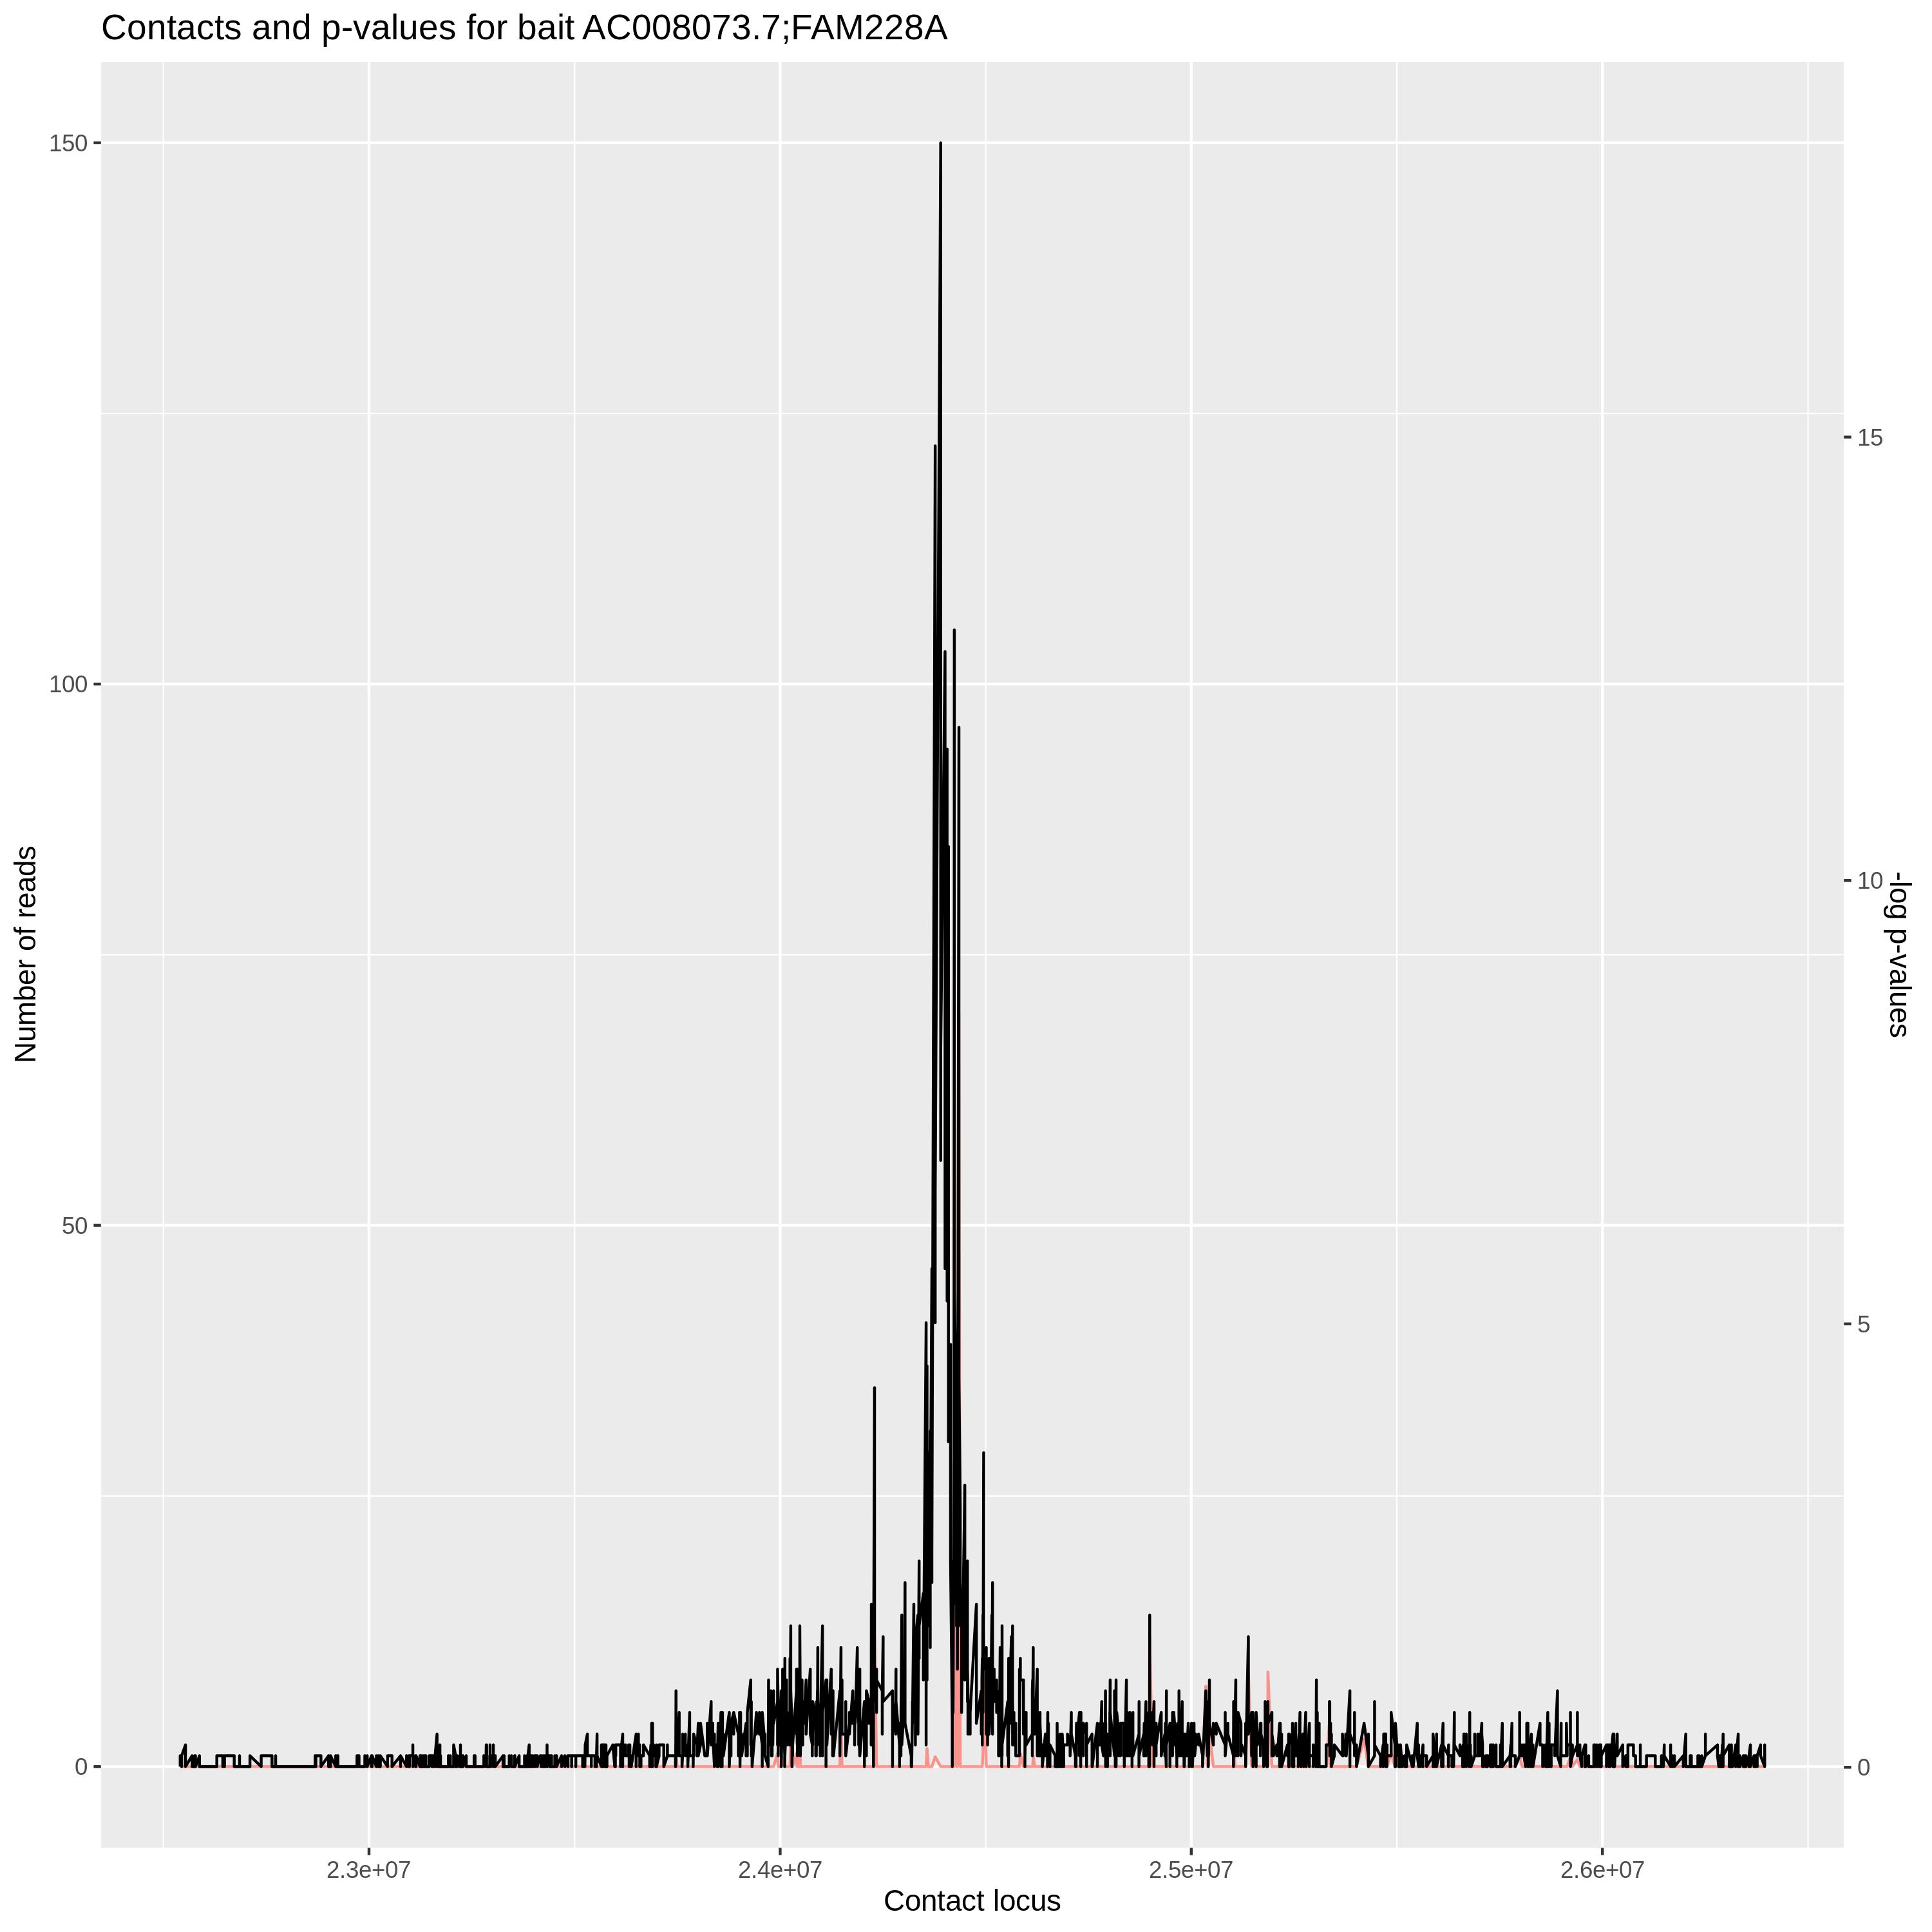 Contacts and p-values for bait AC008073.7;FAM228A
150
100
50
0
Number of reads
15
10
5
0
-log p-values
2.3e+07
2.4e+07
2.5e+07
2.6e+07
Contact locus